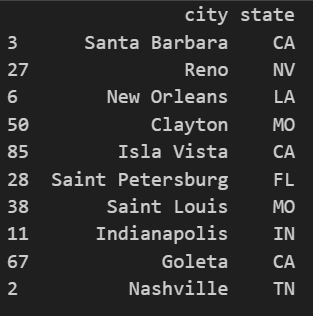 city state
3 Santa Barbara CA
27 Reno NV
6 New Orleans LA
50 Clayton MO
85 Isla Vista CA
28 Saint Petersburg FL
38 Saint Louis MO
11 Indianapolis IN
67 Goleta CA
2 Nashville TN